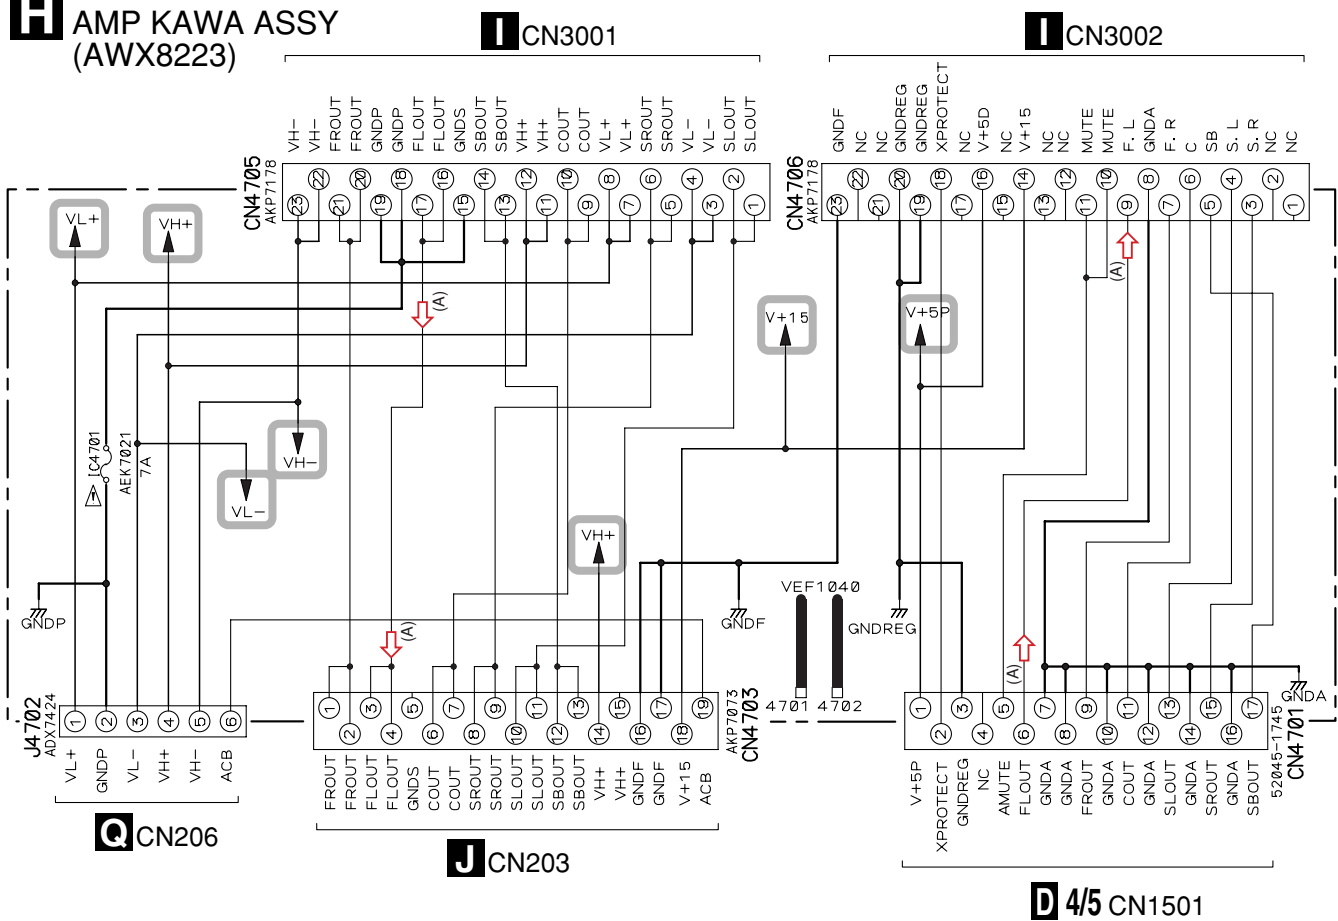 H AMP KAWA ASSY
(AWX8223)
I CN3001
I CN3002
VH-
VH-
FROUT
FROUT
GNDP
GNDP
FLOUT
FLOUT
GNDS
SBOUT
SBOUT
VH+
VH+
COUT
COUT
VL+
VL+
SROUT
SROUT
VL-
VL-
SLOUT
SLOUT
GNDF
NC
NC
GNDREG
GNDREG
XPROTECT
NC
V+5D
NC
V+15
NC
NC
MUTE
MUTE
F. L
GNDA
F. R
C
SB
S. L
S. R
NC
NC
CN4705
AKP7178
22 20 18 16 14 12 10 8 6 4 2
23 21 19 17 15 13 11 9 7 5 3 1
CN4706
AKP7178
22 20 18 16 14 12 10 8 6 4 2
23 21 19 17 15 13 11 9 7 5 3 1
VL+
VH+
(A)
(A)
V+15
V+5P
IC4701
AEK7021
7A
VH-
VL-
VH+
VEF1040
GNDP
(A)
GNDF
GNDREG
(A)
GNDA
4701 4702
J4702
ADX7424
1 2 3 4 5 6
VL+
GNDP
VL-
VH+
VH-
ACB
Q CN206
1 3 5 7 9 11 13 15 17 19
2 4 6 8 10 12 14 16 18
AKP7073
CN4703
FROUT
FROUT
FLOUT
FLOUT
GNDS
COUT
COUT
SROUT
SROUT
SLOUT
SLOUT
SBOUT
SBOUT
VH+
VH+
GNDF
GNDF
V+15
ACB
J CN203
1 3 5 7 9 11 13 15 17
2 4 6 8 10 12 14 16
52045-1745
CN4701
V+5P
XPROTECT
GNDREG
NC
AMUTE
FLOUT
GNDA
GNDA
FROUT
GNDA
COUT
GNDA
SLOUT
GNDA
SROUT
GNDA
SBOUT
D 4/5 CN1501